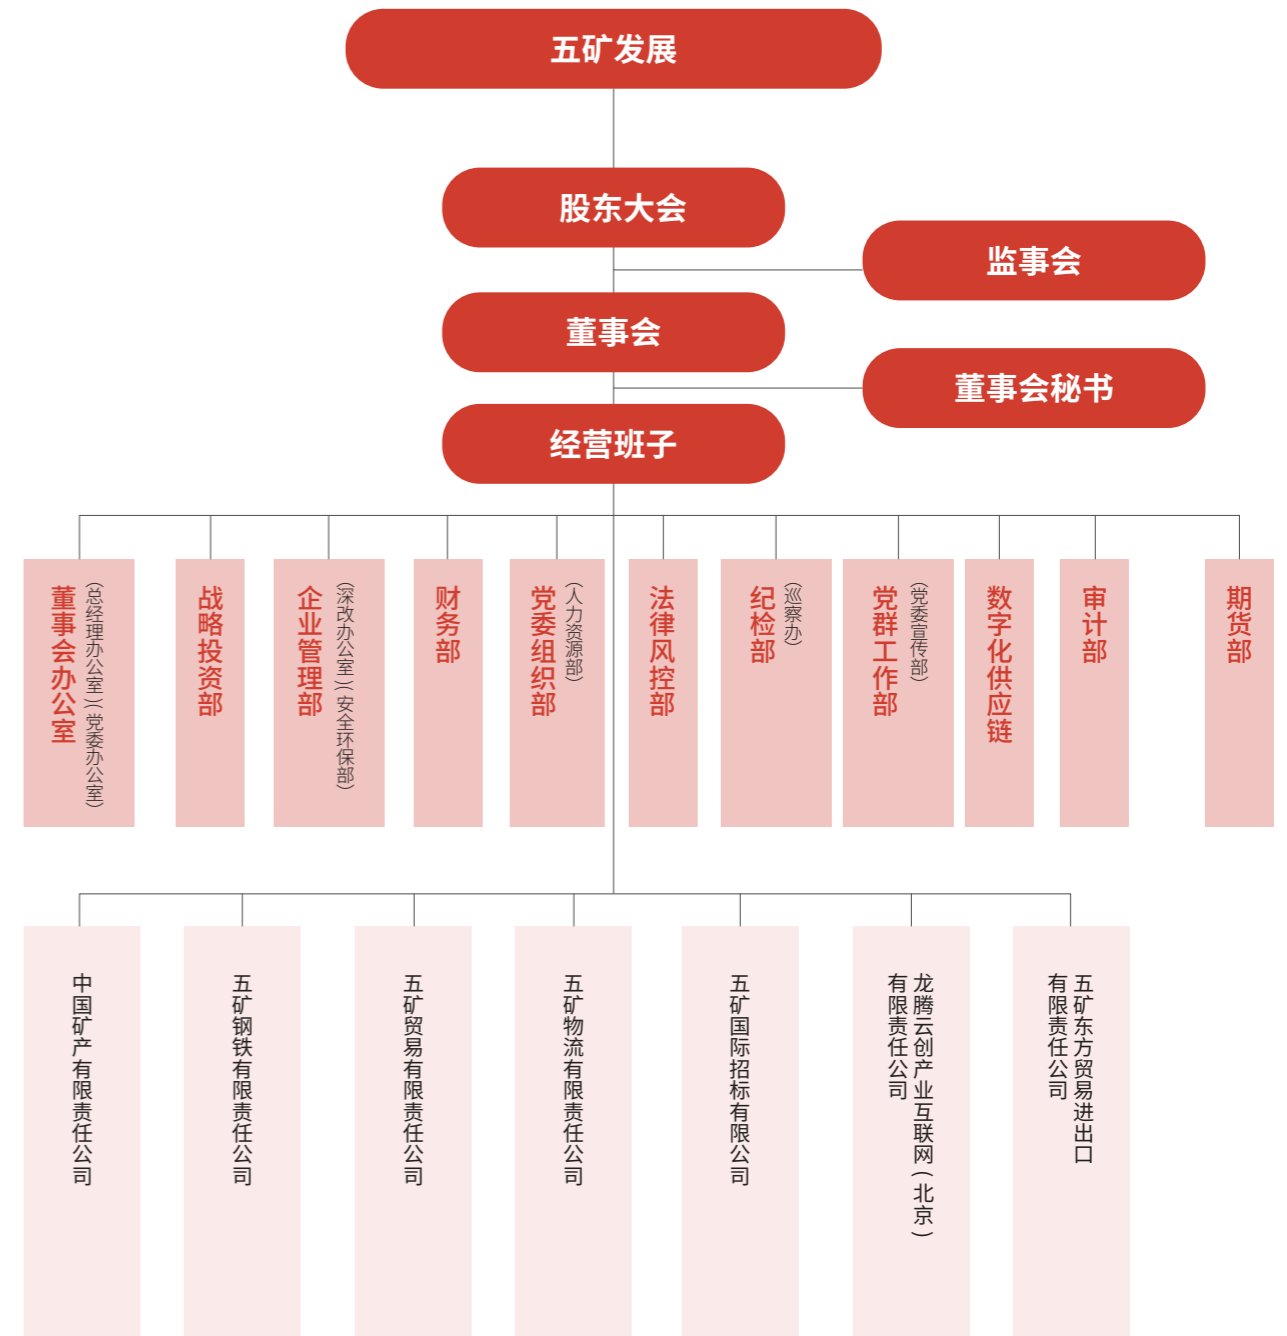 五矿发展
股东大会
监事会
董事会
董事会秘书
经营班子
董事会办公室
（总经理办公室）（党委办公室）
战略投资部
企业管理部
（深改办公室）（安全环保部）
财务部
党委组织部
（人力资源部）
法律风控部
纪检部
（巡察办）
党群工作部
（党委宣传部）
数字化供应链
审计部
期货部
中国矿产有限责任公司
五矿钢铁有限责任公司
五矿贸易有限责任公司
五矿物流有限责任公司
五矿国际招标有限公司
龙腾云创产业互联网（北京）
有限责任公司
五矿东方贸易进出口
有限责任公司